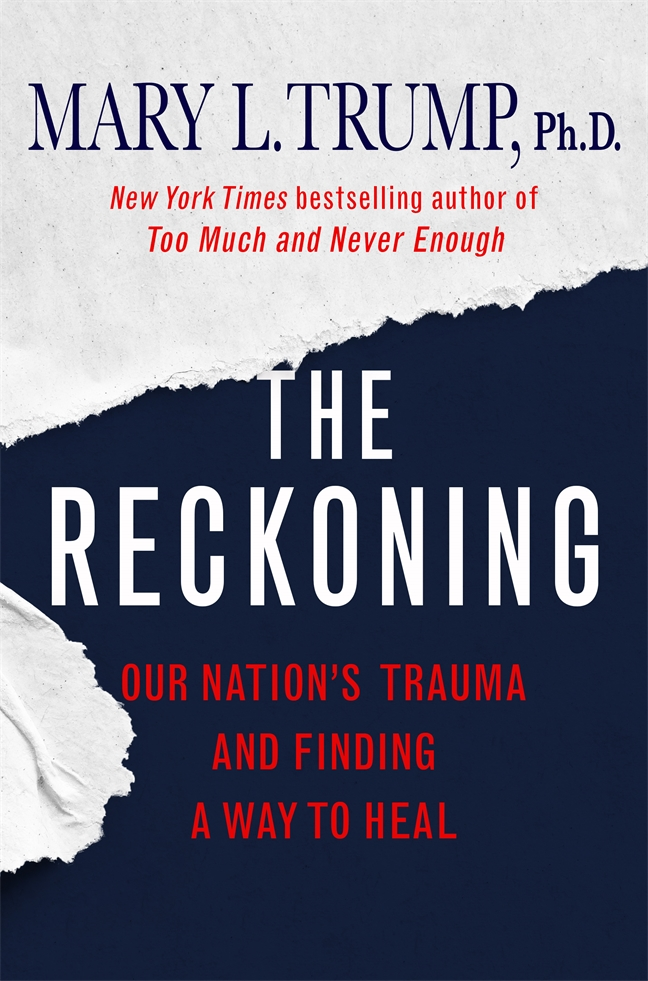 MARY L. TRUMP, Ph.D.
New York Times bestselling author of
Too Much and Never Enough
THE
RECKONING
OUR NATION’S TRAUMA
AND FINDING
A WAY TO HEAL